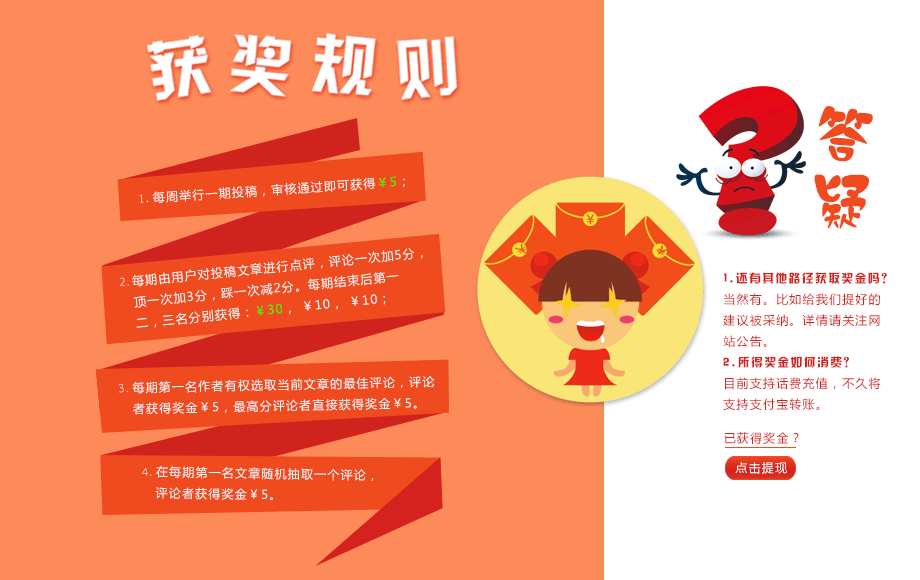 获奖规则
1. 每周举行一期投稿，审核通过即可获得￥5；
2. 每期由用户对投稿文章进行点评，评论一次加5分，
顶一次加3分，踩一次减2分。每期结束后第一
二，三名分别获得：￥30， ￥10， ￥10；
3. 每期第一名作者有权选取当前文章的最佳评论，评论
者获得奖金￥5，最高分评论者直接获得奖金￥5。
4. 在每期第一名文章随机抽取一个评论，
评论者获得奖金￥5。
￥
答
疑
1.还有其他路径获取奖金吗?
当然有。比如给我们提好的
建议被采纳。详情请关注网
站公告。
2.所得奖金如何消费?
目前支持话费充值，不久将
支持支付宝转账。
已获得奖金？
点击提现